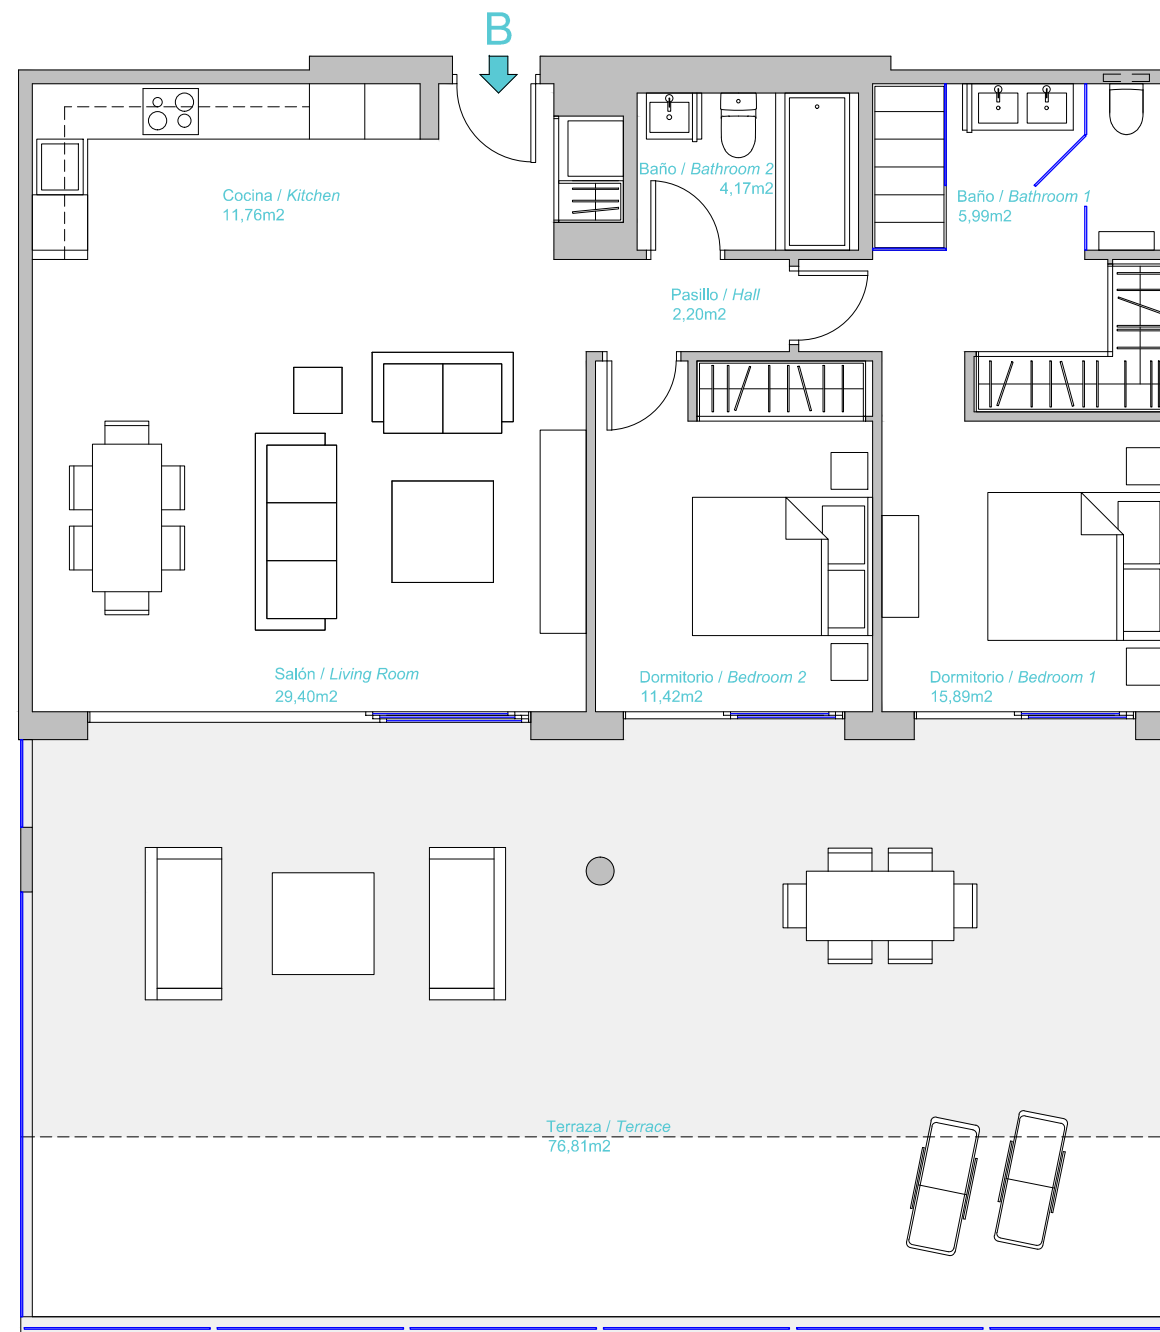 B
Cocina / Kitchen
11,76m2
Baño / Bathroom 2
4,17m2
Baño / Bathroom 1
5,99m2
Pasillo / Hall
2,20m2
Salón / Living Room
29,40m2
Dormitorio / Bedroom 2
11,42m2
Dormitorio / Bedroom 1
15,89m2
Terraza / Terrace
76,81m2